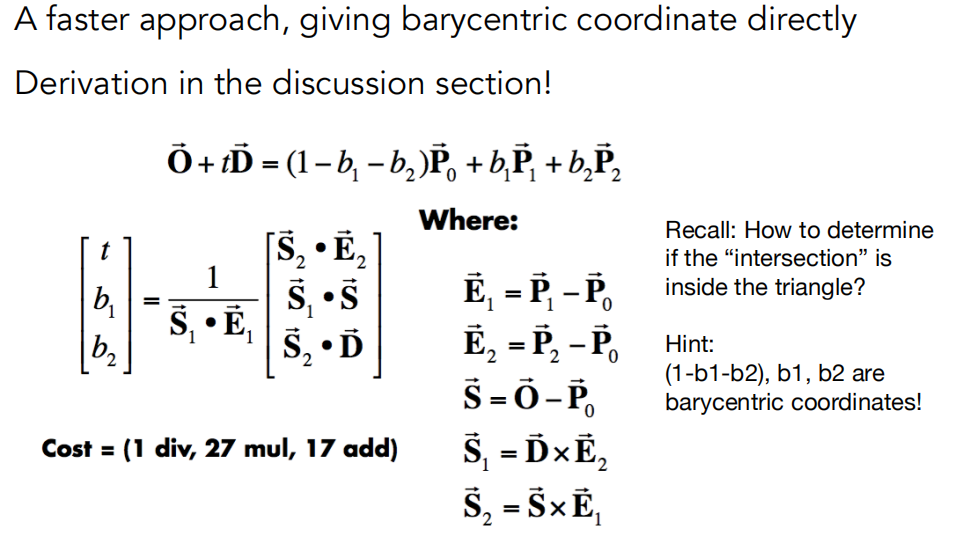 A faster approach, giving barycentric coordinate directly
Derivation in the discussion section!
$\vec{\mathbf{O}} + t\vec{\mathbf{D}} = (1 - b_1 - b_2)\vec{\mathbf{P}}_0 + b_1\vec{\mathbf{P}}_1 + b_2\vec{\mathbf{P}}_2$
$\begin{bmatrix} t \\ b_1 \\ b_2 \end{bmatrix} = \frac{1}{\vec{\mathbf{S}}_1 \bullet \vec{\mathbf{E}}_1} \begin{bmatrix} \vec{\mathbf{S}}_2 \bullet \vec{\mathbf{E}}_2 \\ \vec{\mathbf{S}}_1 \bullet \vec{\mathbf{S}} \\ \vec{\mathbf{S}}_2 \bullet \vec{\mathbf{D}} \end{bmatrix}$
Cost = (1 div, 27 mul, 17 add)
Where:
$\vec{\mathbf{E}}_1 = \vec{\mathbf{P}}_1 - \vec{\mathbf{P}}_0$
$\vec{\mathbf{E}}_2 = \vec{\mathbf{P}}_2 - \vec{\mathbf{P}}_0$
$\vec{\mathbf{S}} = \vec{\mathbf{O}} - \vec{\mathbf{P}}_0$
$\vec{\mathbf{S}}_1 = \vec{\mathbf{D}} \times \vec{\mathbf{E}}_2$
$\vec{\mathbf{S}}_2 = \vec{\mathbf{S}} \times \vec{\mathbf{E}}_1$
Recall: How to determine
if the “intersection” is
inside the triangle?
Hint:
(1-b1-b2), b1, b2 are
barycentric coordinates!